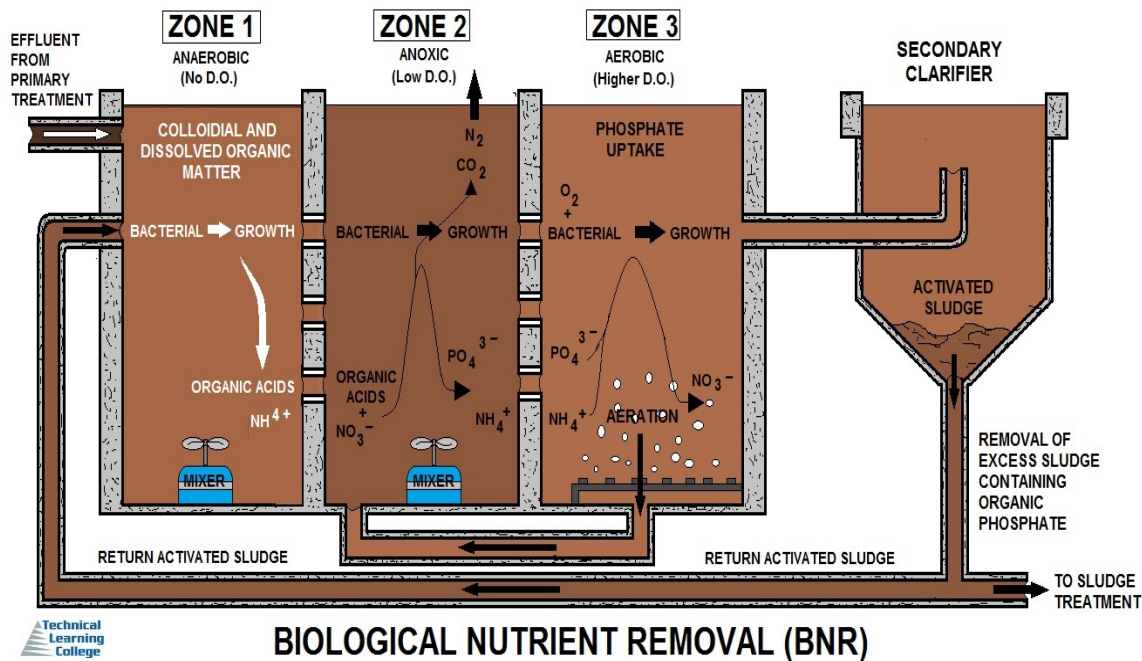 ZONE 1
ANAEROBIC
(No D.O.)
ZONE 2
ANOXIC
(Low D.O.)
ZONE 3
AEROBIC
(Higher D.O.)
EFFLUENT
FROM
PRIMARY
TREATMENT
SECONDARY
CLARIFIER
COLLOIDIAL AND
DISSOLVED ORGANIC
MATTER
BACTERIAL GROWTH
ORGANIC ACIDS
NH 4 +
MIXER
N2
CO2
BACTERIAL GROWTH
PO4 3−
ORGANIC
ACIDS
+
NO3−
NH4+
MIXER
PHOSPHATE
UPTAKE
O2
+
BACTERIAL GROWTH
PO4 3−
NH4+
NO3−
AERATION
ACTIVATED
SLUDGE
REMOVAL OF
EXCESS SLUDGE
CONTAINING
ORGANIC
PHOSPHATE
RETURN ACTIVATED SLUDGE
RETURN ACTIVATED SLUDGE
TO SLUDGE
TREATMENT
Technical
Learning
College
BIOLOGICAL NUTRIENT REMOVAL (BNR)